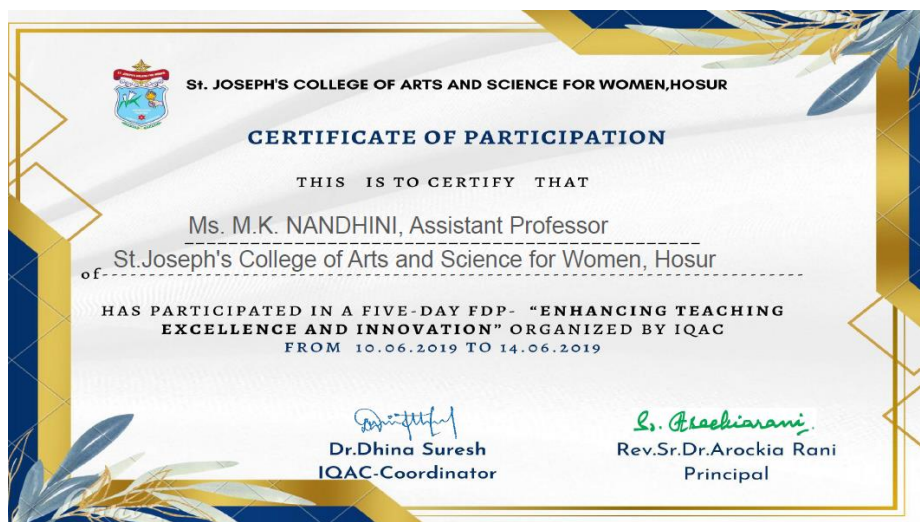 St. JOSEPH'S COLLEGE OF ARTS AND SCIENCE FOR WOMEN,HOSUR
CERTIFICATE OF PARTICIPATION
THIS IS TO CERTIFY THAT
Ms. M.K. NANDHINI, Assistant Professor
of St.Joseph's College of Arts and Science for Women, Hosur
HAS PARTICIPATED IN A FIVE-DAY FDP- “ENHANCING TEACHING
EXCELLENCE AND INNOVATION” ORGANIZED BY IQAC
FROM 10.06.2019 TO 14.06.2019
Sr. Arockiarani
Dr.Dhina Suresh
IQAC-Coordinator
Rev.Sr.Dr.Arockia Rani
Principal